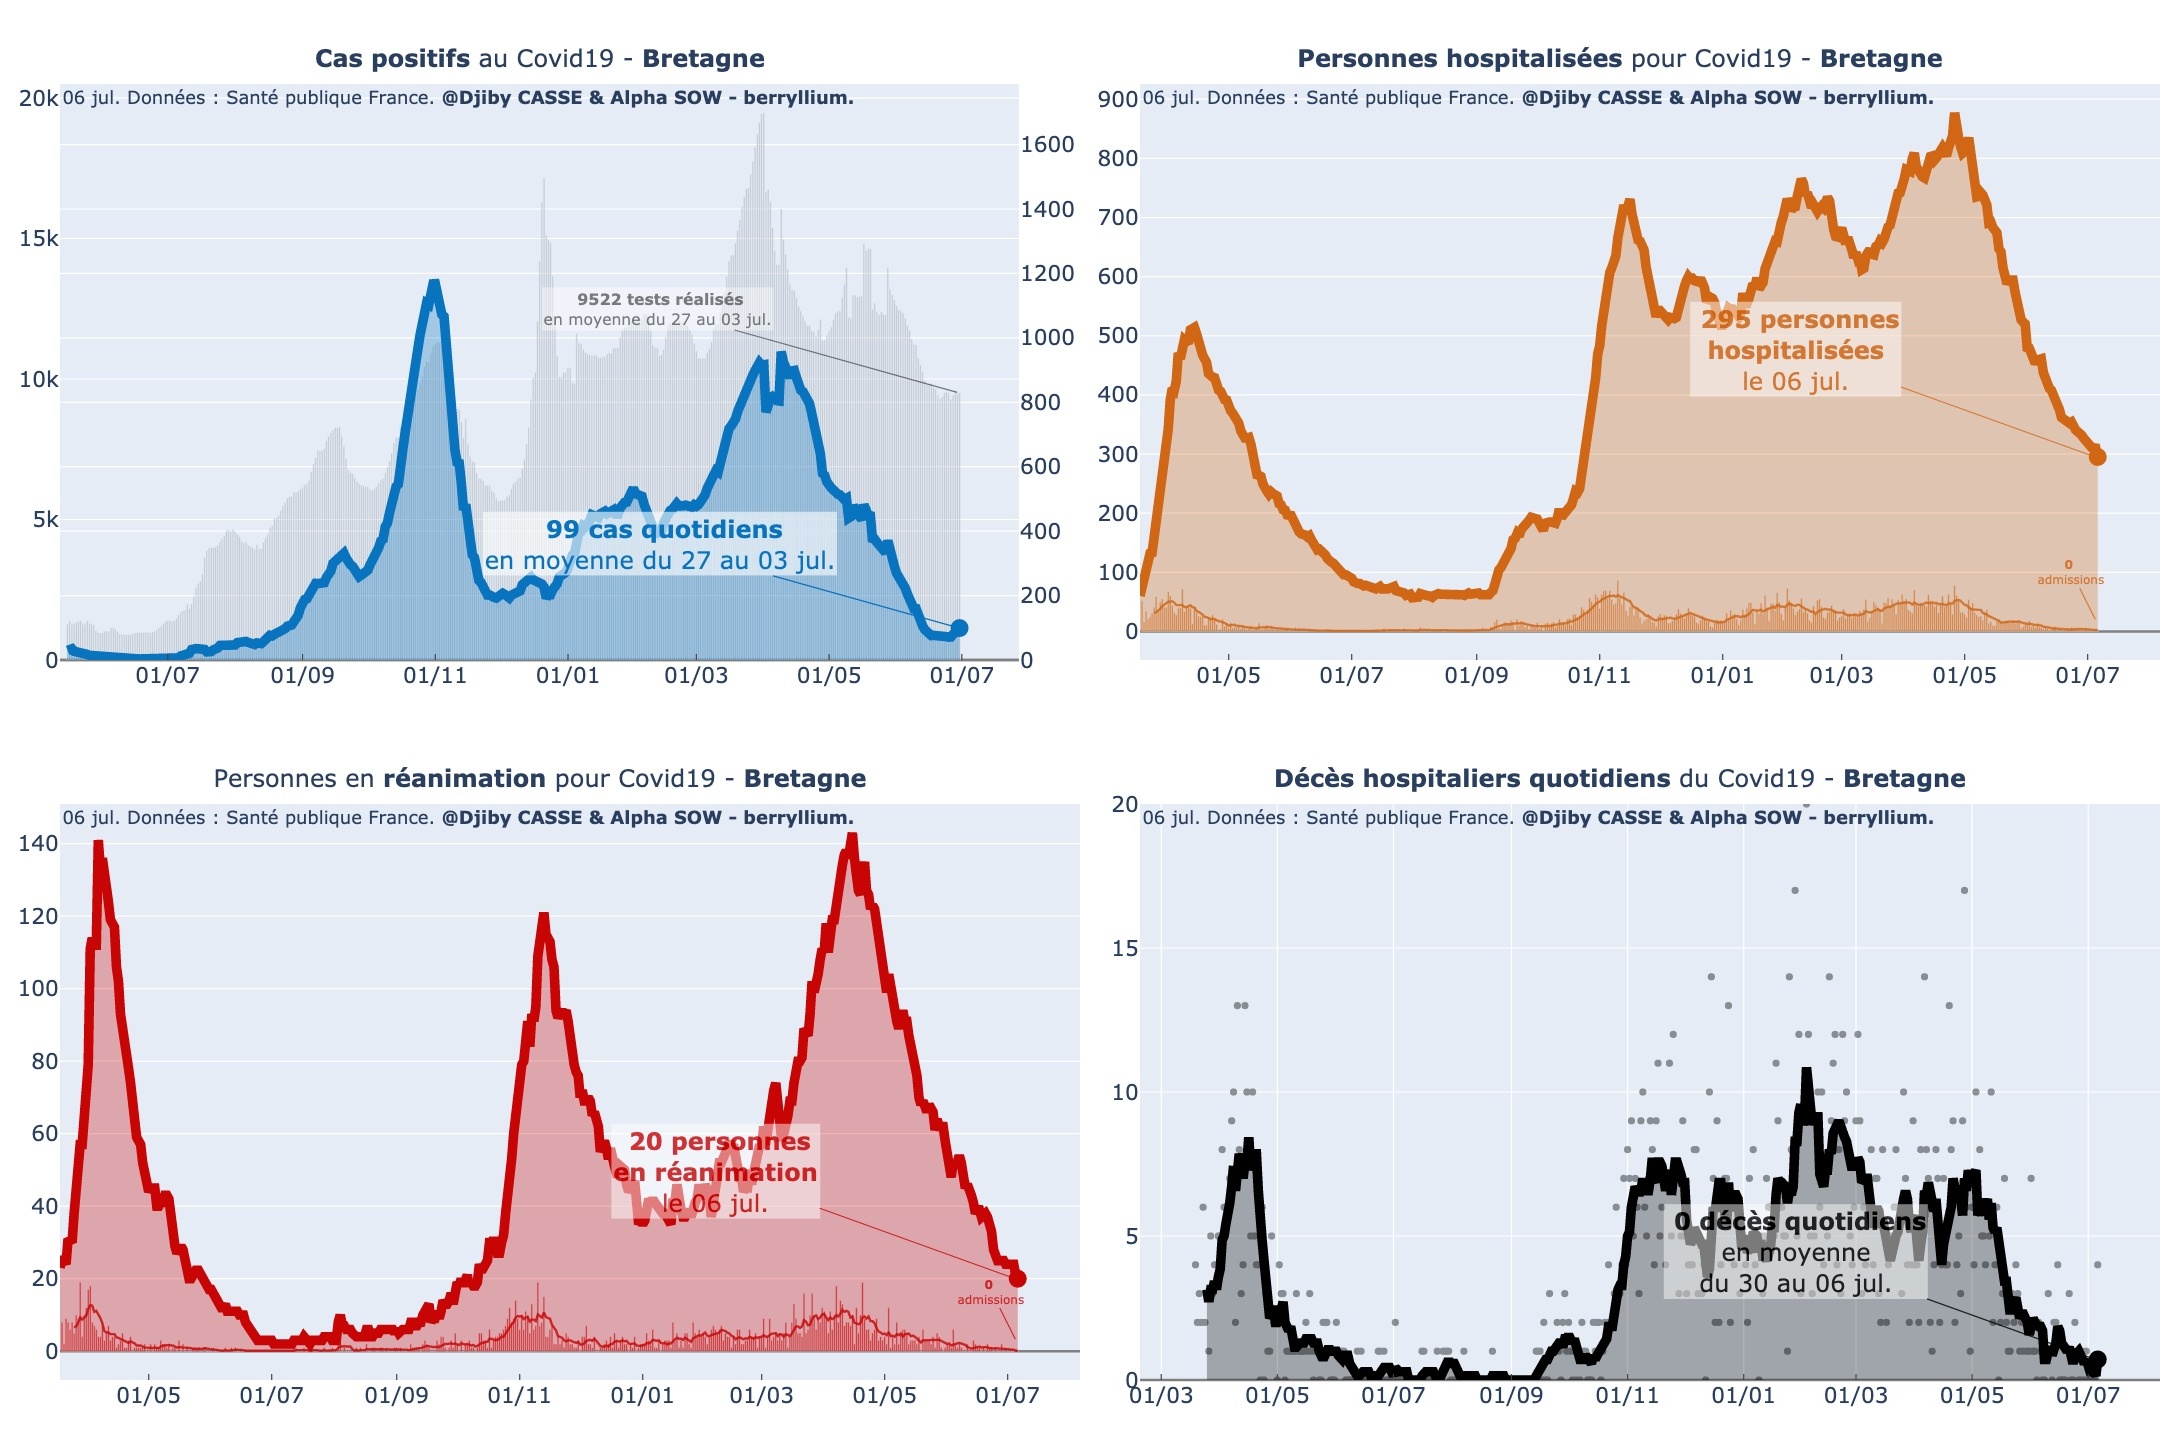 Cas positifs au Covid19 - Bretagne
06 jul. Données : Santé publique France. @Djiby CASSE & Alpha SOW - berryllium.
20k
15k
10k
5k
0
1600
1400
1200
1000
800
600
400
200
0
9522 tests réalisés
en moyenne du 27 au 03 jul.
99 cas quotidiens
en moyenne du 27 au 03 jul.
01/07 01/09 01/11 01/01 01/03 01/05 01/07
Personnes hospitalisées pour Covid19 - Bretagne
06 jul. Données : Santé publique France. @Djiby CASSE & Alpha SOW - berryllium.
900
800
700
600
500
400
300
200
100
0
295 personnes
hospitalisées
le 06 jul.
0
admissions
01/05 01/07 01/09 01/11 01/01 01/03 01/05 01/07
Personnes en réanimation pour Covid19 - Bretagne
06 jul. Données : Santé publique France. @Djiby CASSE & Alpha SOW - berryllium.
140
120
100
80
60
40
20
0
20 personnes
en réanimation
le 06 jul.
0
admissions
01/05 01/07 01/09 01/11 01/01 01/03 01/05 01/07
Décès hospitaliers quotidiens du Covid19 - Bretagne
06 jul. Données : Santé publique France. @Djiby CASSE & Alpha SOW - berryllium.
20
15
10
5
0
0 décès quotidiens
en moyenne
du 30 au 06 jul.
01/03 01/05 01/07 01/09 01/11 01/01 01/03 01/05 01/07